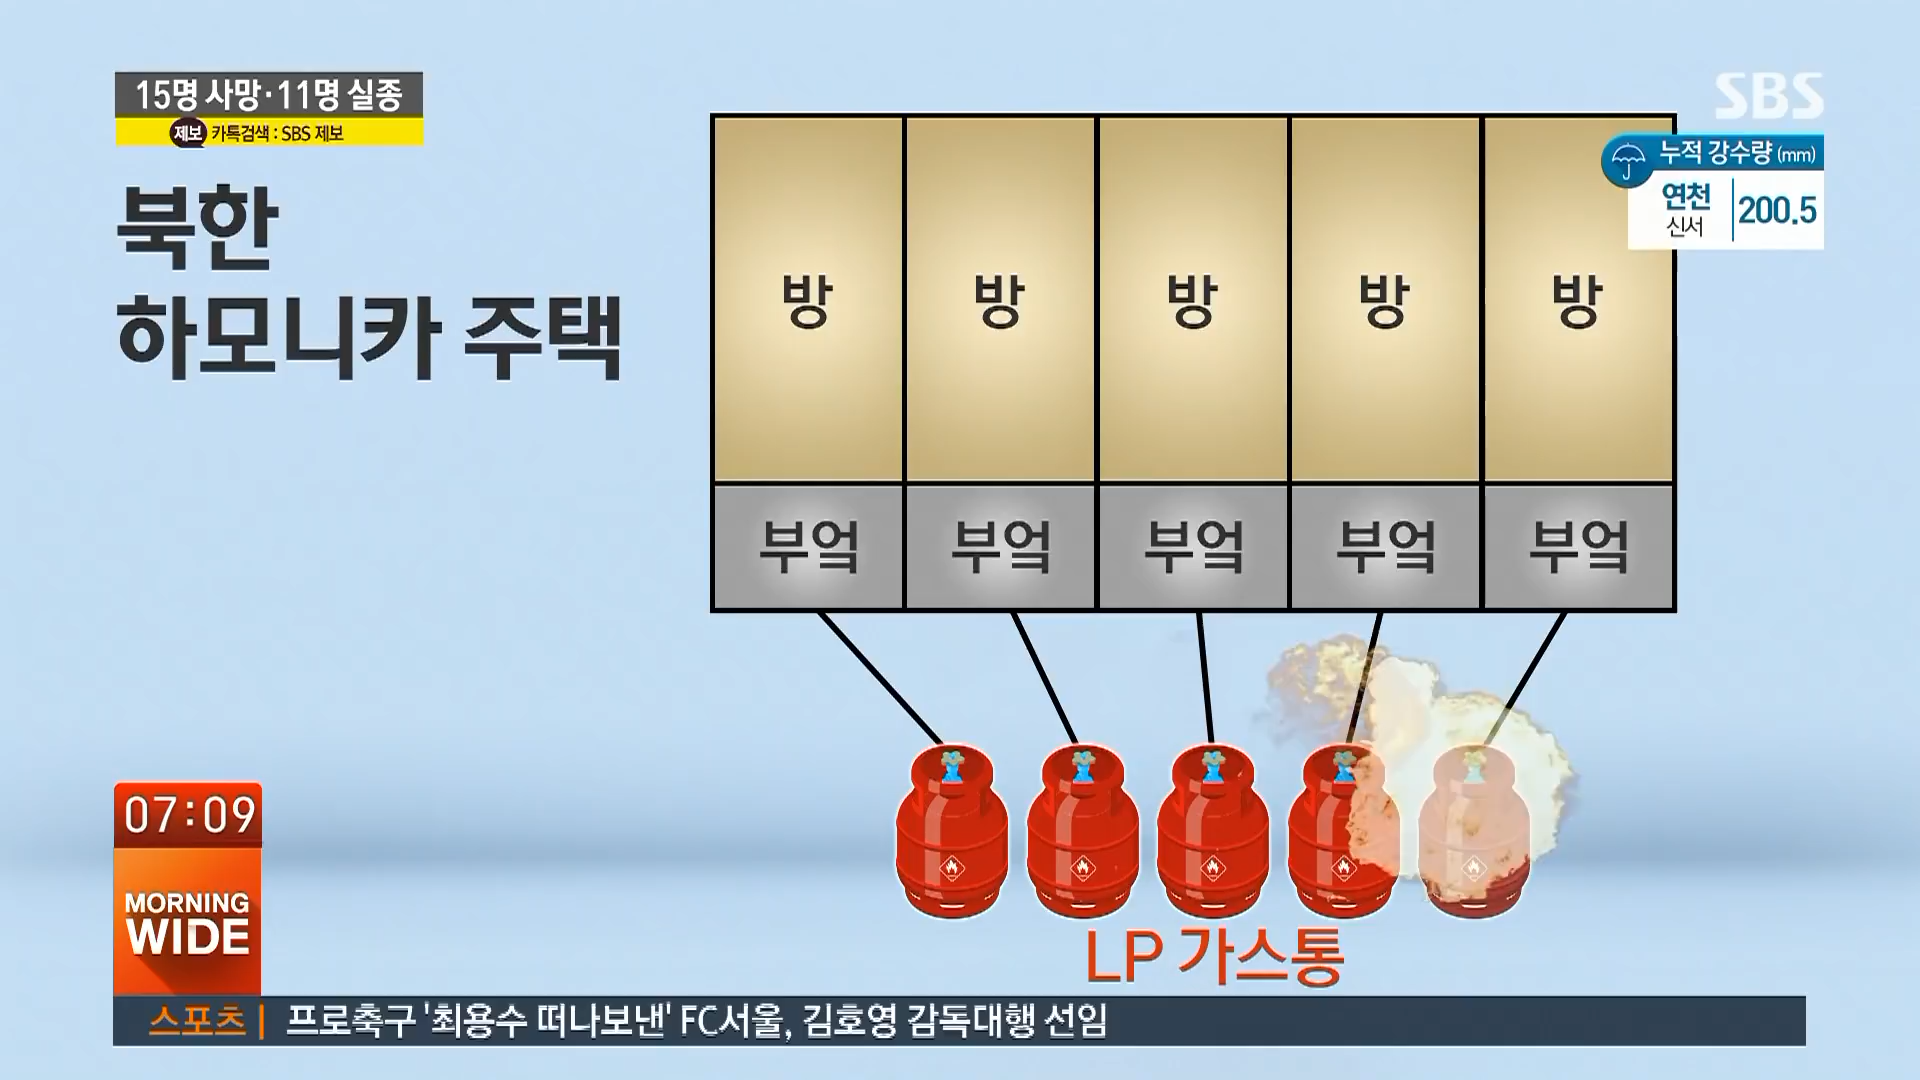 15명 사망·11명 실종
제보 카톡검색 : SBS 제보
SBS
누적 강수량 (mm)
연천
신서
200.5
북한
하모니카 주택
방 방 방 방 방
부엌 부엌 부엌 부엌 부엌
LP 가스통
07:09
MORNING
WIDE
스포츠 | 프로축구 '최용수 떠나보낸' FC서울, 김호영 감독대행 선임